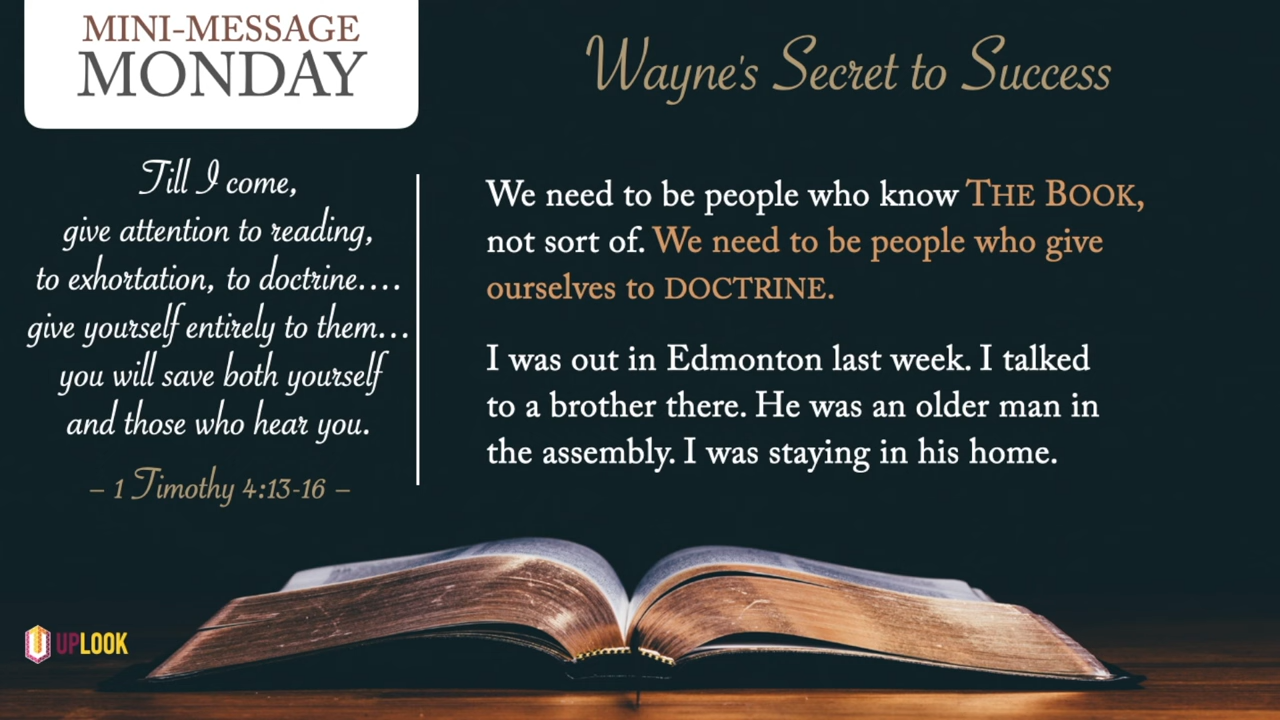 MINI-MESSAGE
MONDAY
Wayne's Secret to Success
Till I come,
give attention to reading,
to exhortation, to doctrine....
give yourself entirely to them...
you will save both yourself
and those who hear you.
– 1 Timothy 4:13-16 –
We need to be people who know THE BOOK,
not sort of. We need to be people who give
ourselves to DOCTRINE.
I was out in Edmonton last week. I talked
to a brother there. He was an older man in
the assembly. I was staying in his home.
UPLOOK